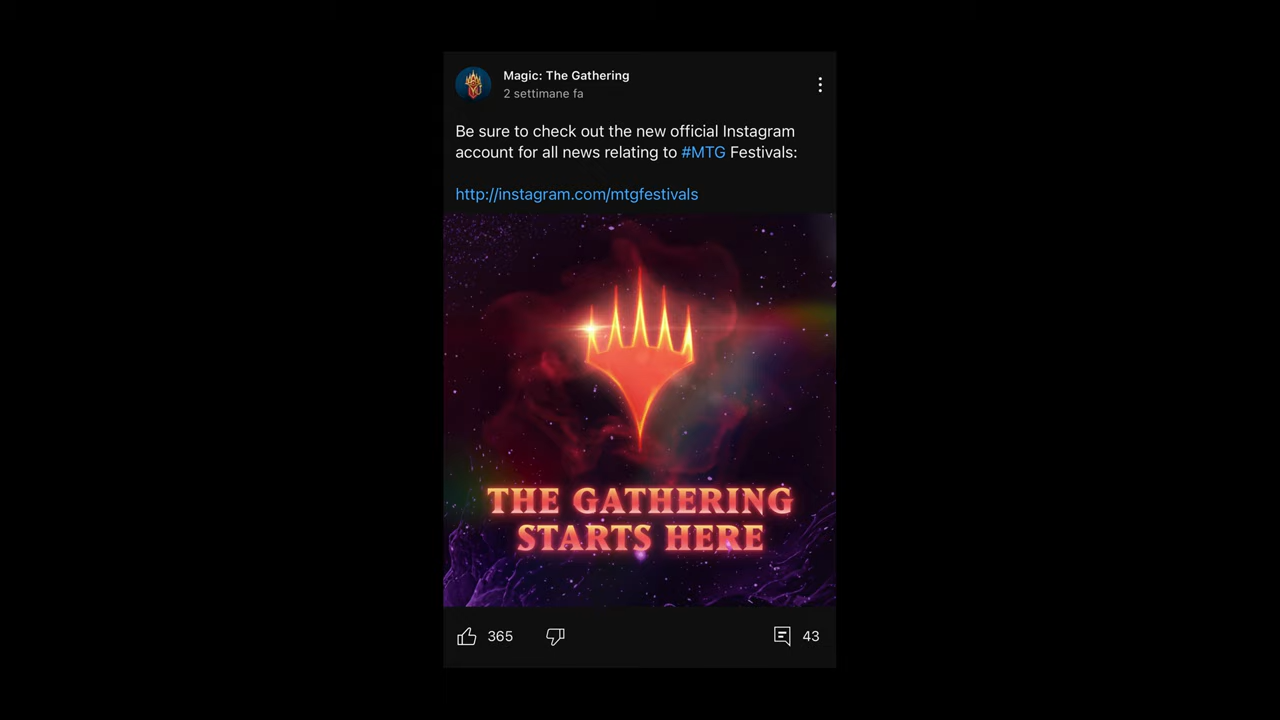 Magic: The Gathering
2 settimane fa
Be sure to check out the new official Instagram
account for all news relating to #MTG Festivals:
http://instagram.com/mtgfestivals
THE GATHERING
STARTS HERE
365
43